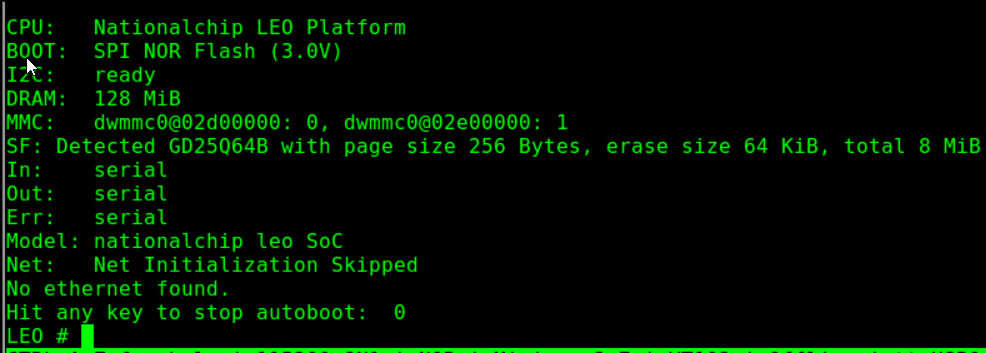 CPU:   Nationalchip LEO Platform
BOOT:  SPI NOR Flash (3.0V)
I2C:   ready
DRAM:  128 MiB
MMC:   dwmmc0@02d00000: 0, dwmmc0@02e00000: 1
SF: Detected GD25Q64B with page size 256 Bytes, erase size 64 KiB, total 8 MiB
In:    serial
Out:   serial
Err:   serial
Model: nationalchip leo SoC
Net:   Net Initialization Skipped
No ethernet found.
Hit any key to stop autoboot:  0
LEO #